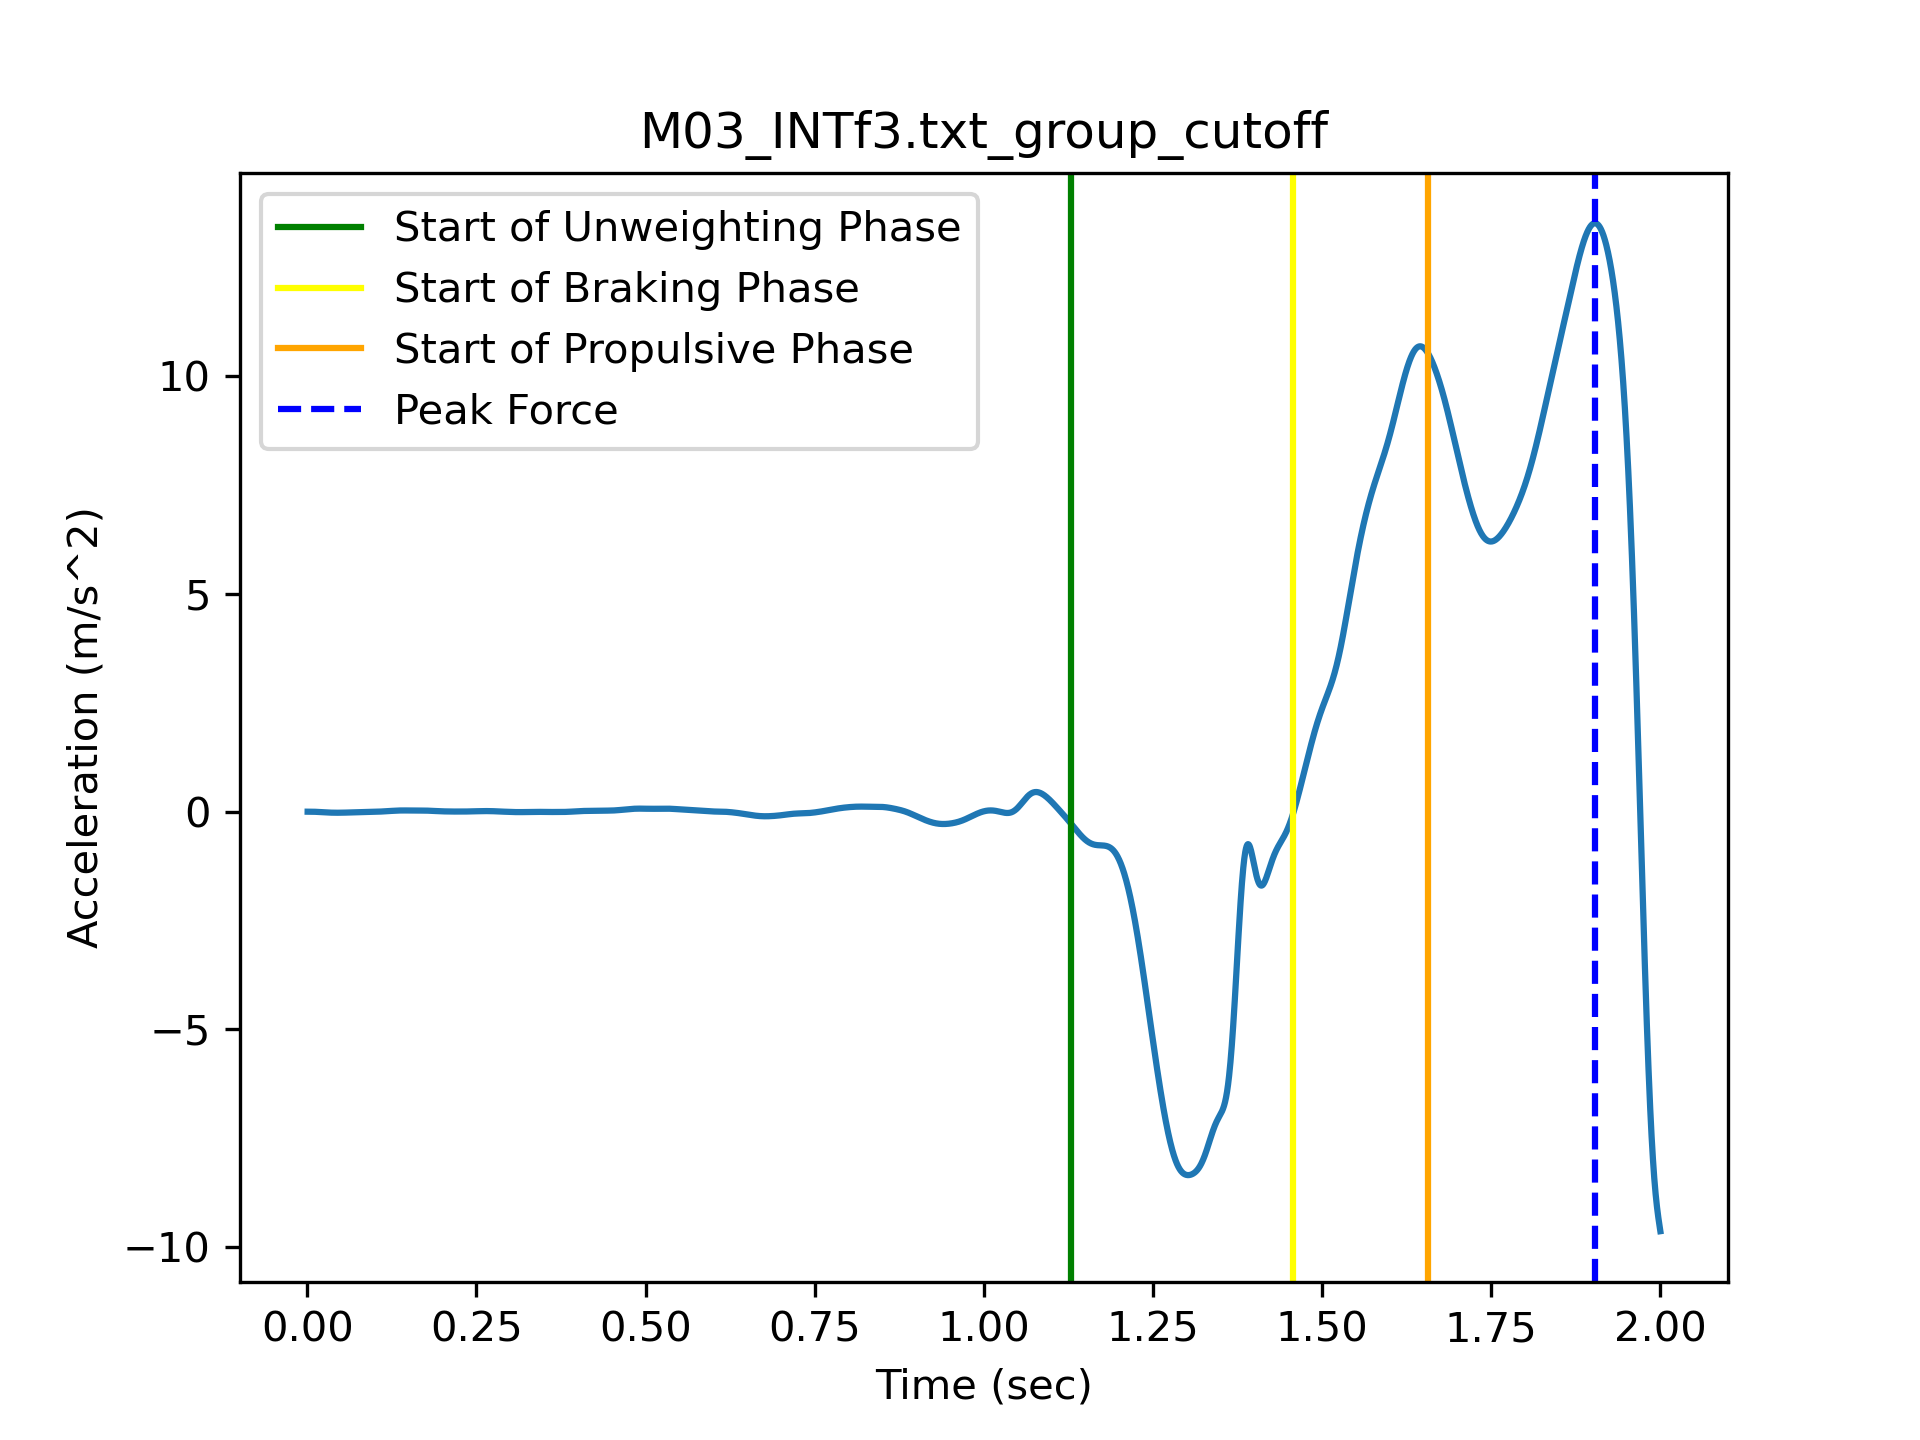 M03_INTf3.txt_group_cutoff
Start of Unweighting Phase
Start of Braking Phase
Start of Propulsive Phase
Peak Force
Acceleration (m/s^2)
10
5
0
−5
−10
0.00 0.25 0.50 0.75 1.00 1.25 1.50 1.75 2.00
Time (sec)